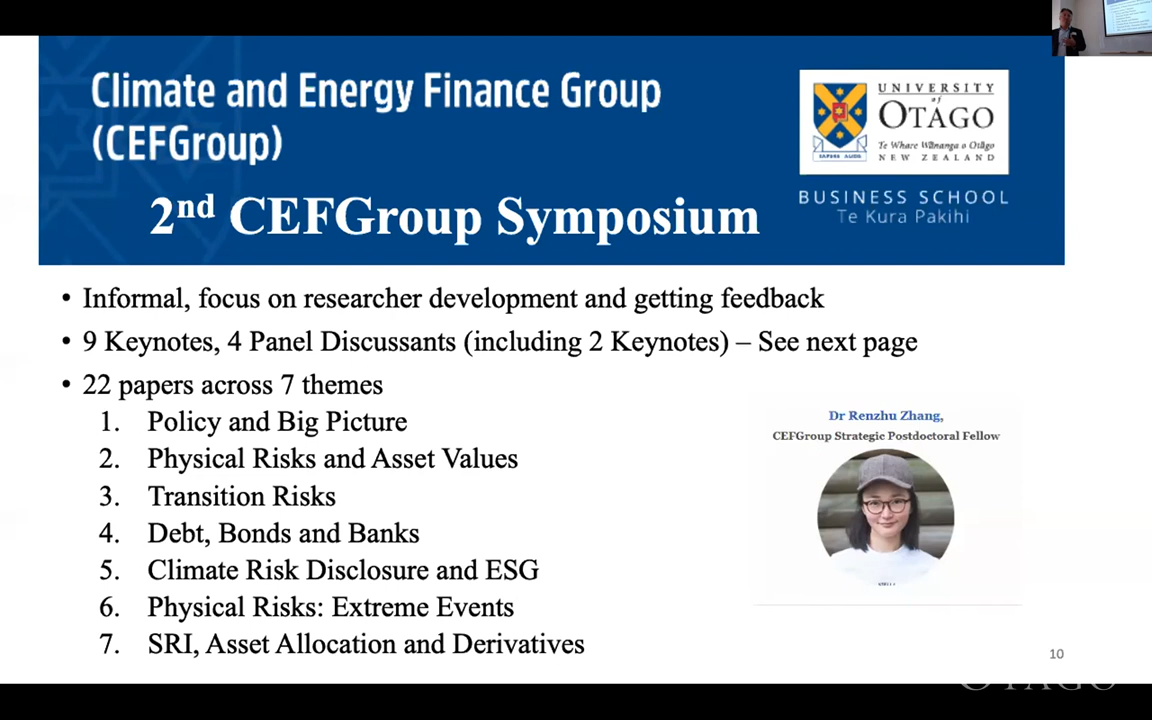 Climate and Energy Finance Group
(CEFGroup)
2nd CEFGroup Symposium
UNIVERSITY
of
OTAGO
Te Whare Wānanga o Otāgo
NEW ZEALAND
SAPERE AUDE
BUSINESS SCHOOL
Te Kura Pakihi
• Informal, focus on researcher development and getting feedback
• 9 Keynotes, 4 Panel Discussants (including 2 Keynotes) – See next page
• 22 papers across 7 themes
1. Policy and Big Picture
2. Physical Risks and Asset Values
3. Transition Risks
4. Debt, Bonds and Banks
5. Climate Risk Disclosure and ESG
6. Physical Risks: Extreme Events
7. SRI, Asset Allocation and Derivatives
Dr Renzhu Zhang,
CEFGroup Strategic Postdoctoral Fellow
10
OTAGO